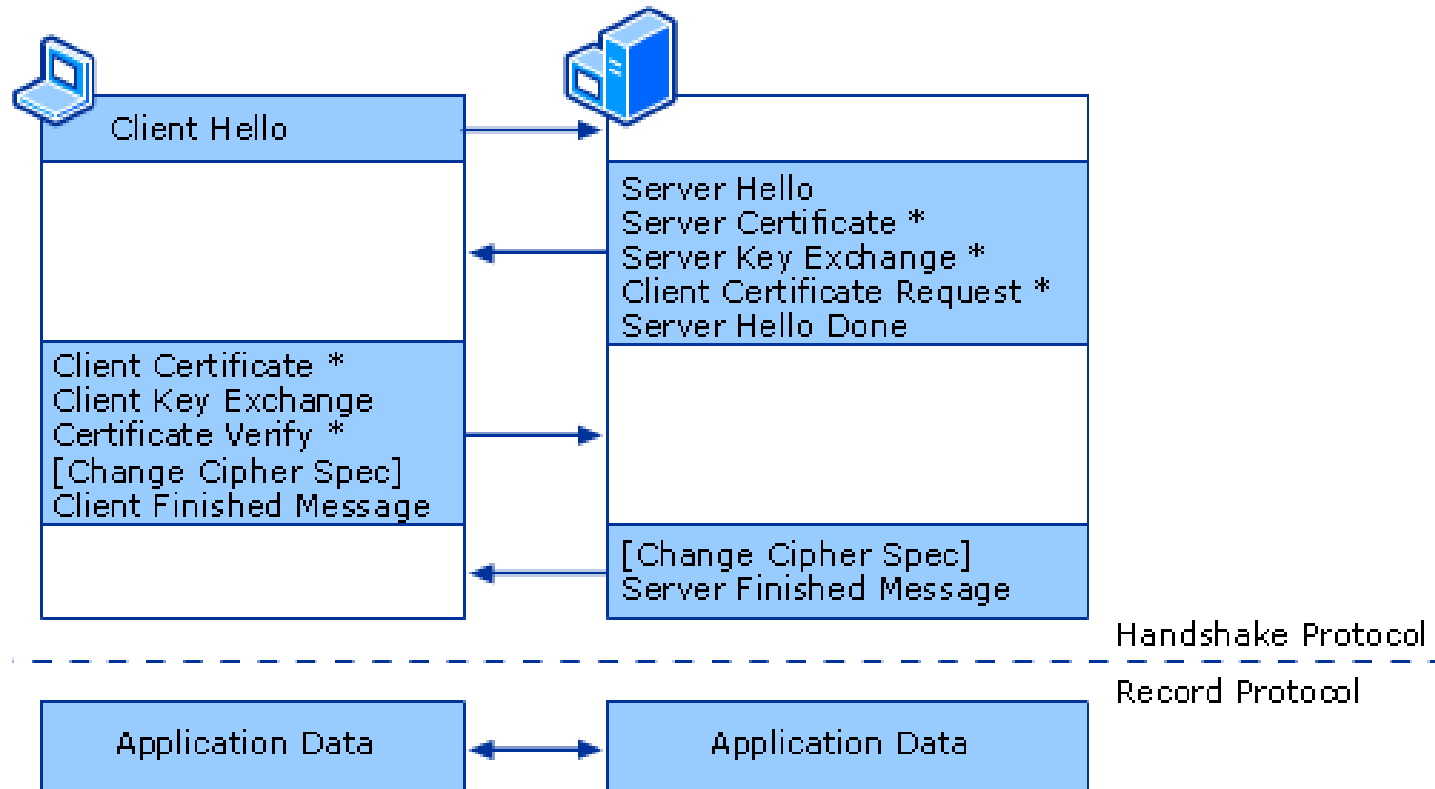 Client Hello
Server Hello
Server Certificate *
Server Key Exchange *
Client Certificate Request *
Server Hello Done
Client Certificate *
Client Key Exchange
Certificate Verify *
[Change Cipher Spec]
Client Finished Message
[Change Cipher Spec]
Server Finished Message
Handshake Protocol
Record Protocol
Application Data
Application Data